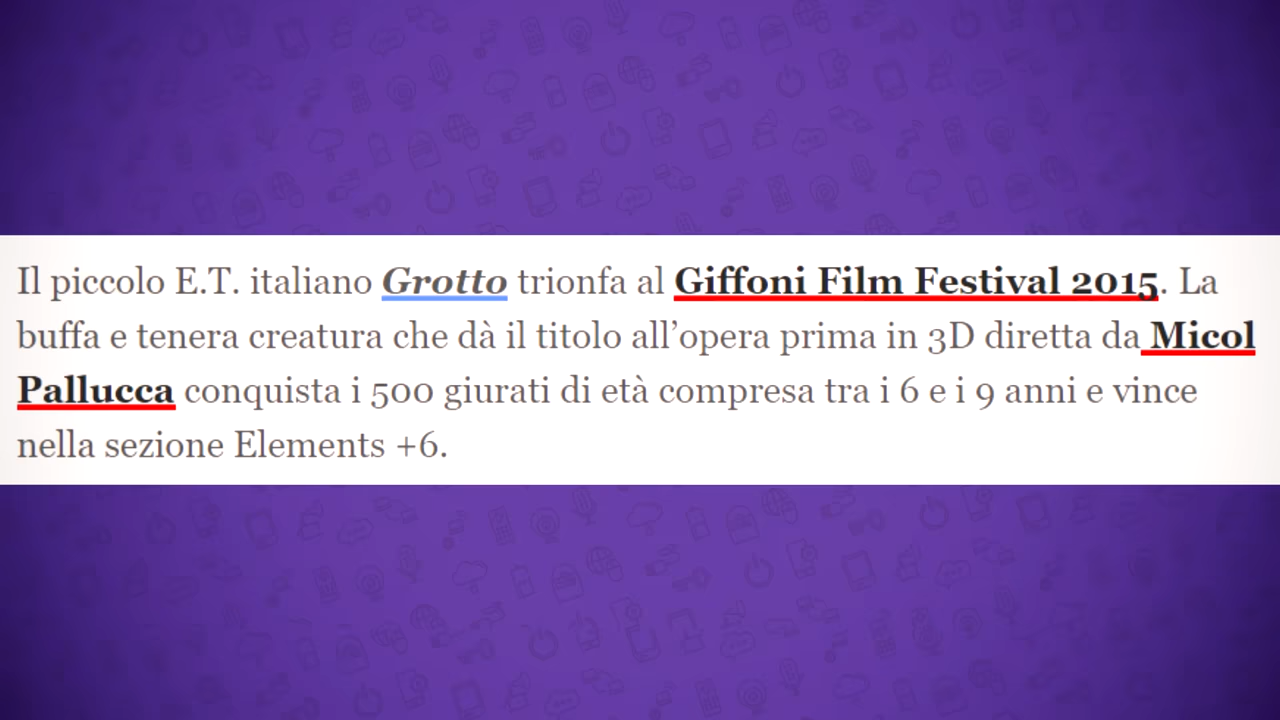 Il piccolo E.T. italiano Grotto trionfa al Giffoni Film Festival 2015. La
buffa e tenera creatura che dà il titolo all’opera prima in 3D diretta da Micol
Pallucca conquista i 500 giurati di età compresa tra i 6 e i 9 anni e vince
nella sezione Elements +6.